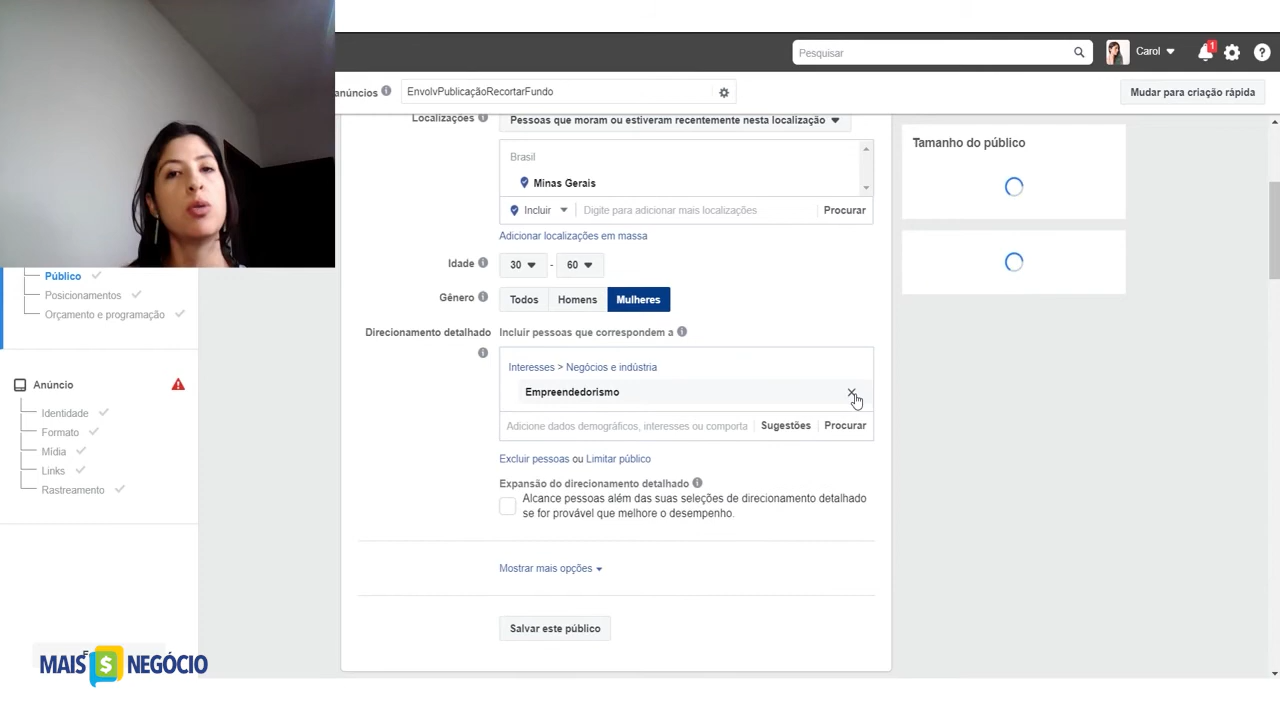 Pesquisar
Carol
1
anúncios
EnvolvPublicaçãoRecortarFundo
Mudar para criação rápida
Localizações
Pessoas que moram ou estiveram recentemente nesta localização
Brasil
Minas Gerais
Incluir
Digite para adicionar mais localizações
Procurar
Adicionar localizações em massa
Idade
30 - 60
Gênero
Todos
Homens
Mulheres
Direcionamento detalhado
Incluir pessoas que correspondem a
Interesses > Negócios e indústria
Empreendedorismo
Adicione dados demográficos, interesses ou comporta
Sugestões
Procurar
Excluir pessoas ou Limitar público
Expansão do direcionamento detalhado
Alcance pessoas além das suas seleções de direcionamento detalhado
se for provável que melhore o desempenho.
Mostrar mais opções
Salvar este público
Tamanho do público
Público
Posicionamentos
Orçamento e programação
Anúncio
Identidade
Formato
Mídia
Links
Rastreamento
MAIS E $ NEGÓCIO